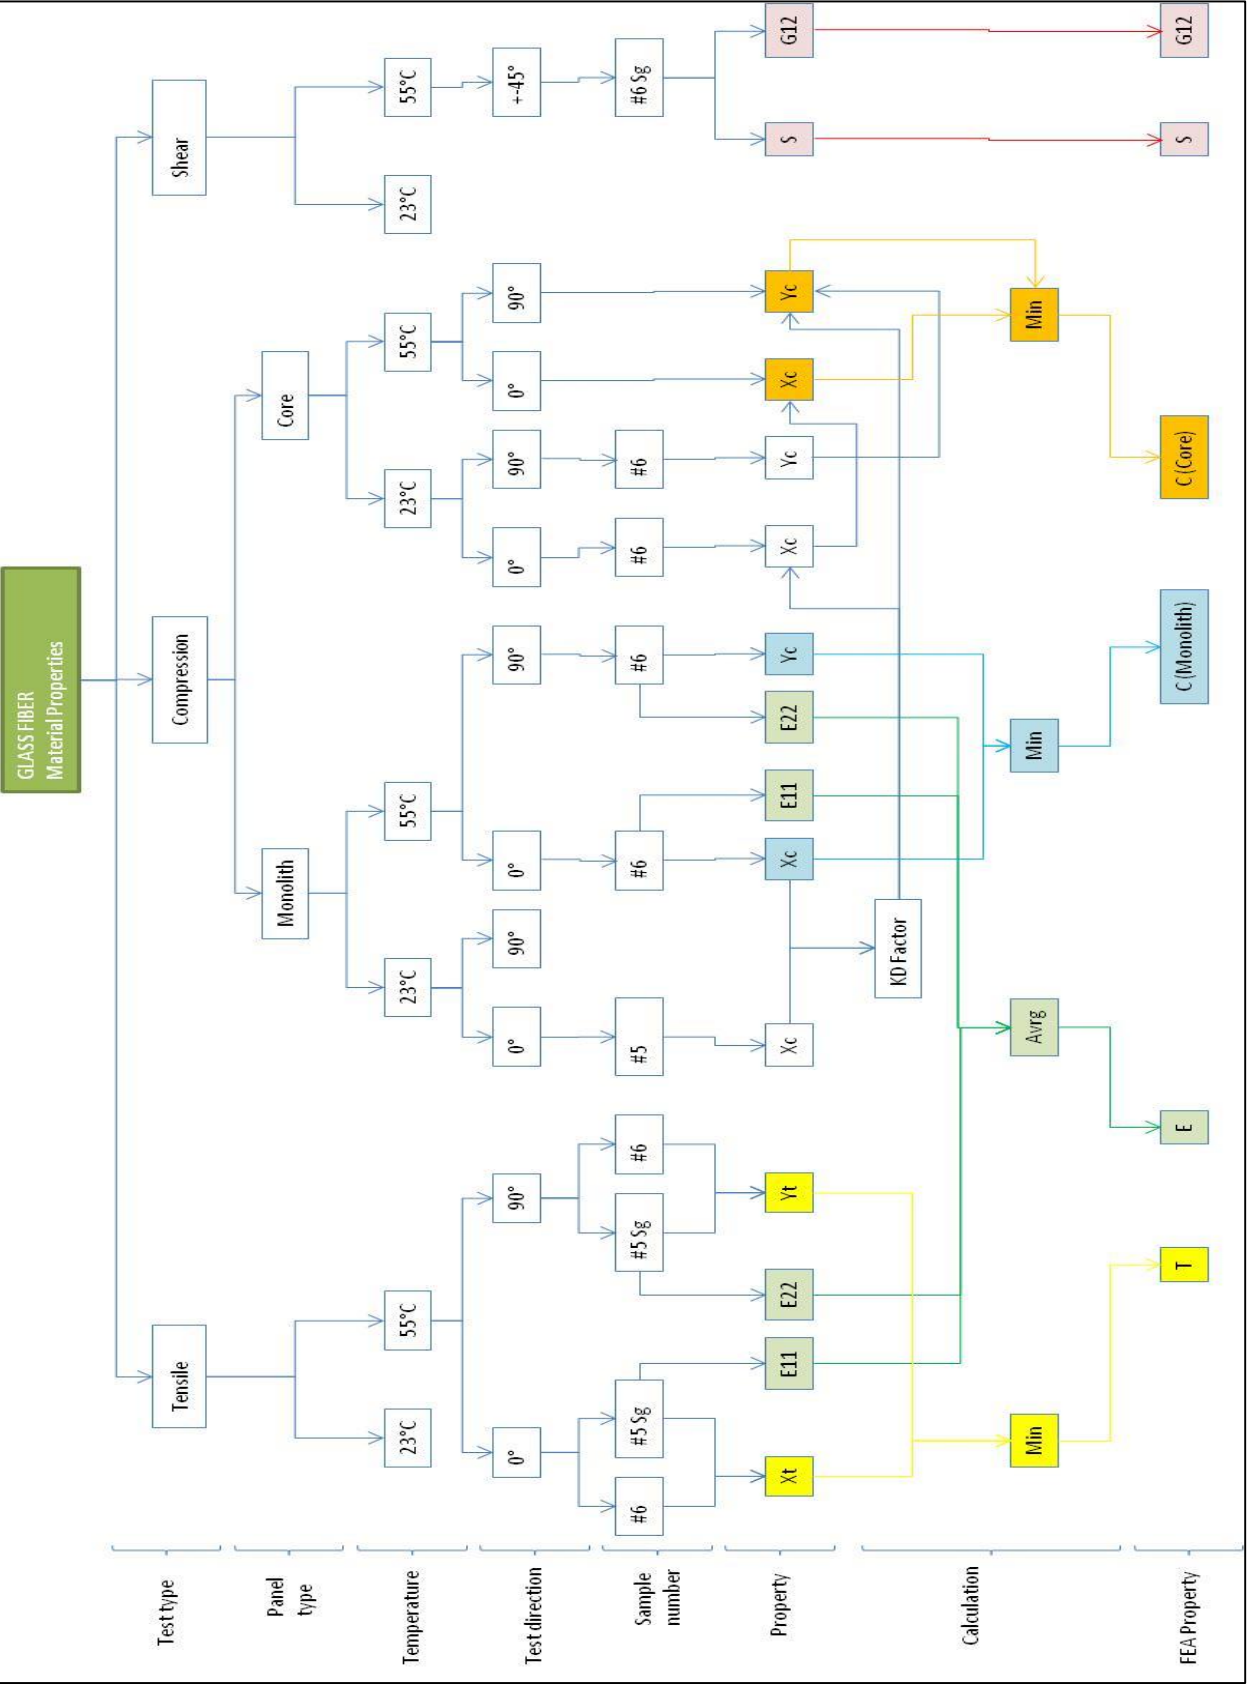 GLASS FIBER
Material Properties
Test type
Tensile
Compression
Shear
Panel
type
Monolith
Core
Temperature
23°C
55°C
23°C
55°C
23°C
55°C
23°C
55°C
Test direction
0°
90°
0°
90°
0°
90°
0°
90°
0°
90°
+-45°
Sample
number
#6
#5 Sg
#5 Sg
#6
#5
#6
#6
#6
#6
#6 Sg
Property
Xt
E11
E22
Yt
Xc
Xc
E11
E22
Yc
Xc
Yc
Xc
Yc
S
G12
Calculation
KD Factor
Min
Avrg
Min
Min
FEA Property
T
E
C (Monolith)
C (Core)
S
G12